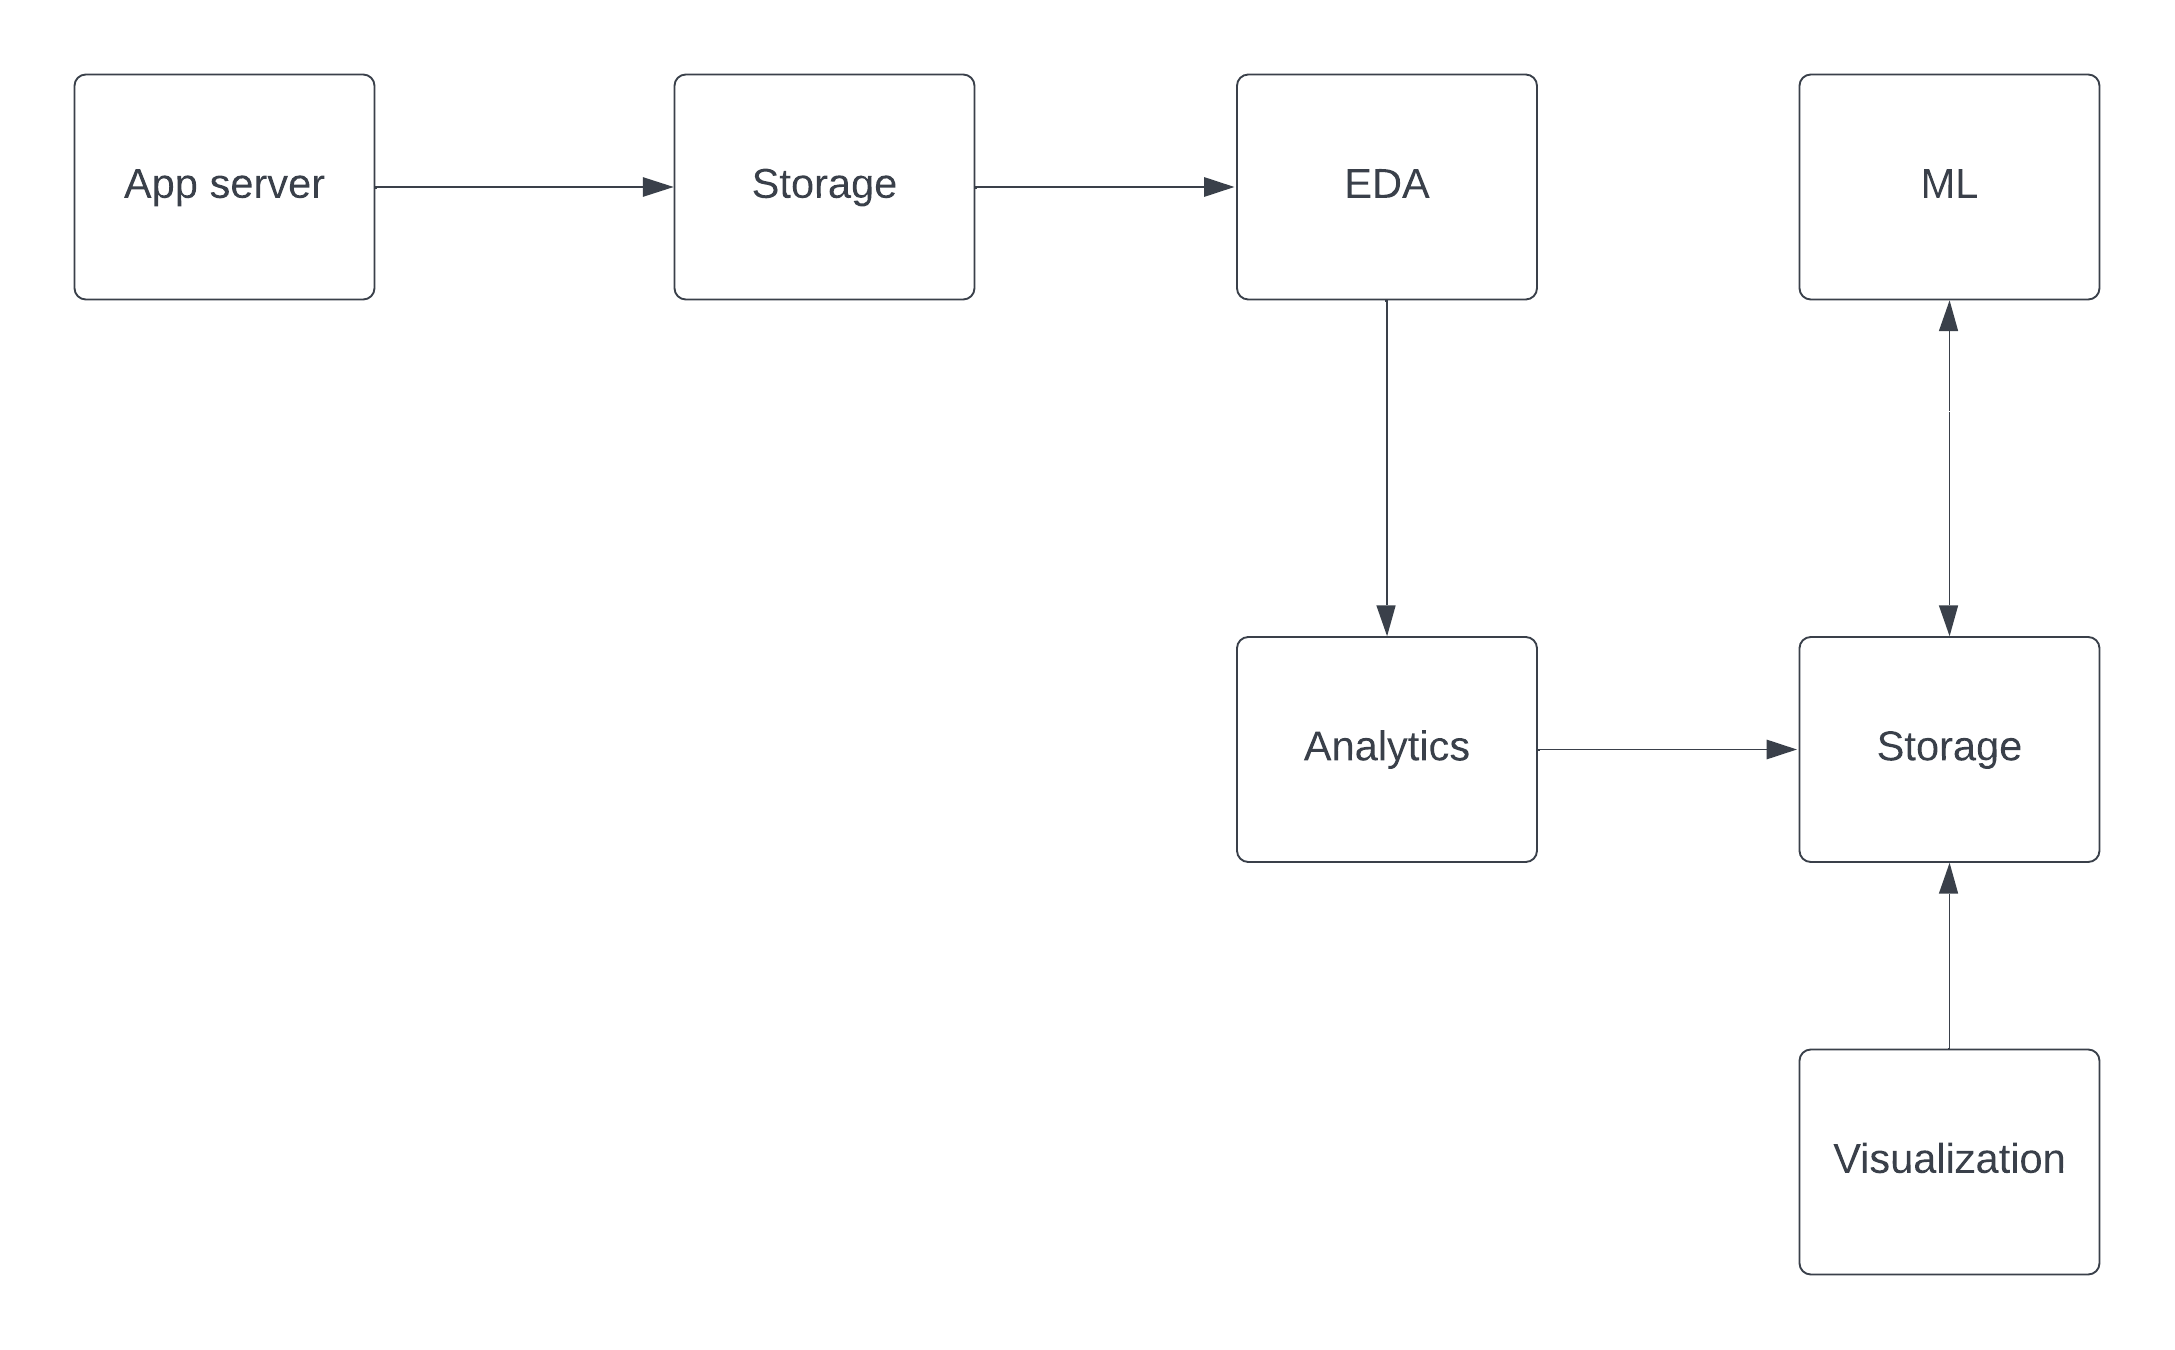 App server
Storage
EDA
ML
Analytics
Storage
Visualization